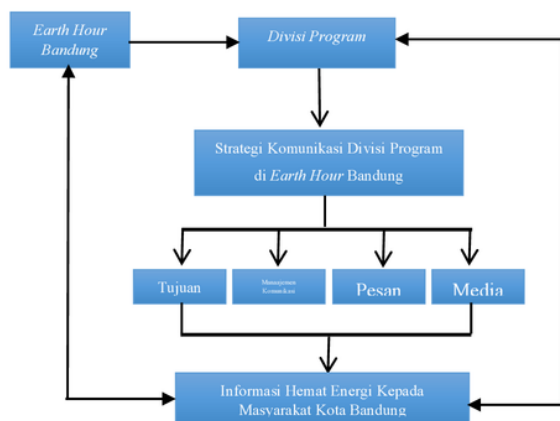 Earth Hour
Bandung
Divisi Program
Strategi Komunikasi Divisi Program
di Earth Hour Bandung
Tujuan
Manajemen
Komunikasi
Pesan
Media
Informasi Hemat Energi Kepada
Masyarakat Kota Bandung